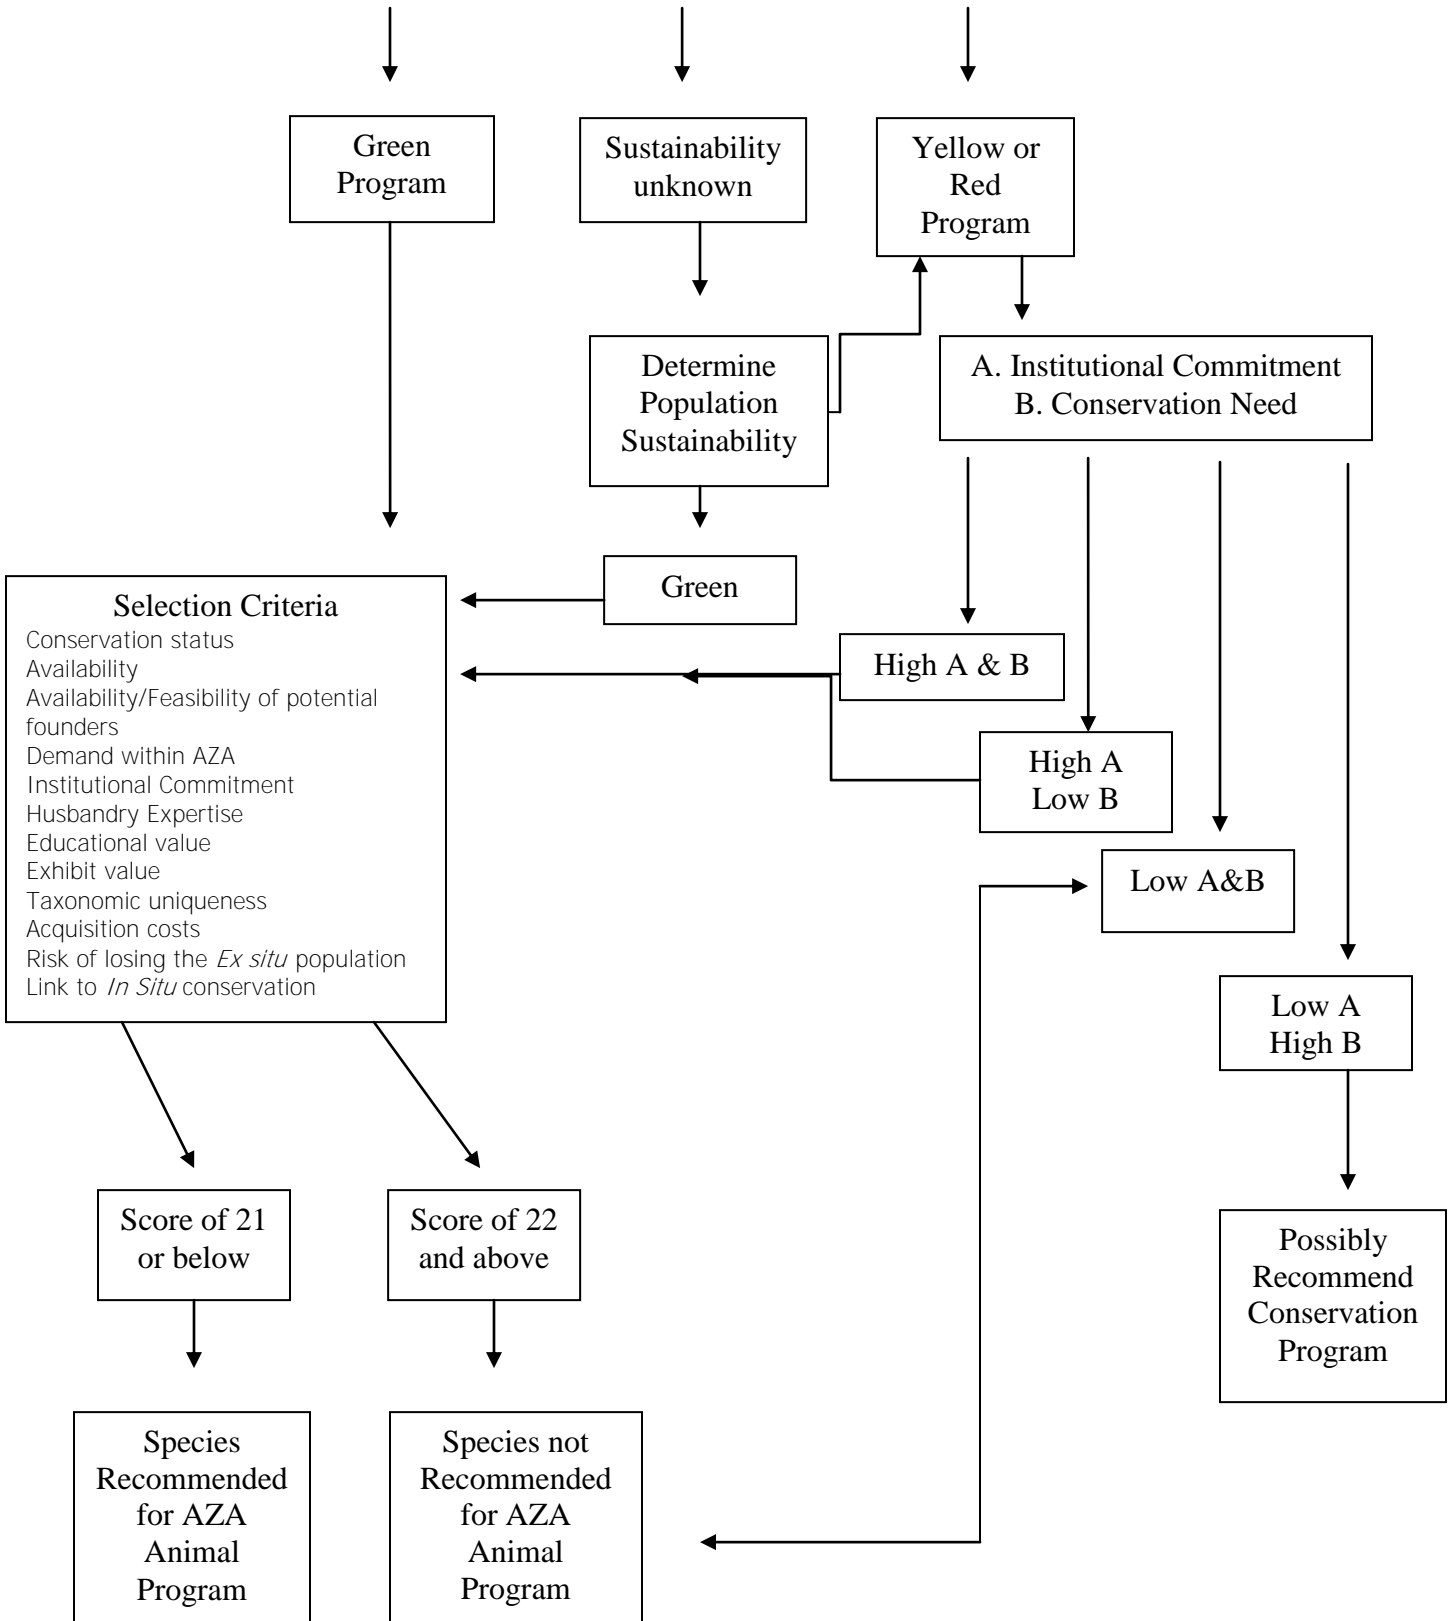 Green
Program
Sustainability
unknown
Yellow or
Red
Program
Determine
Population
Sustainability
A. Institutional Commitment
B. Conservation Need
Green
Selection Criteria
Conservation status
Availability
Availability/Feasibility of potential
founders
Demand within AZA
Institutional Commitment
Husbandry Expertise
Educational value
Exhibit value
Taxonomic uniqueness
Acquisition costs
Risk of losing the Ex situ population
Link to In Situ conservation
High A & B
High A
Low B
Low A&B
Low A
High B
Score of 21
or below
Score of 22
and above
Possibly
Recommend
Conservation
Program
Species
Recommended
for AZA
Animal
Program
Species not
Recommended
for AZA
Animal
Program